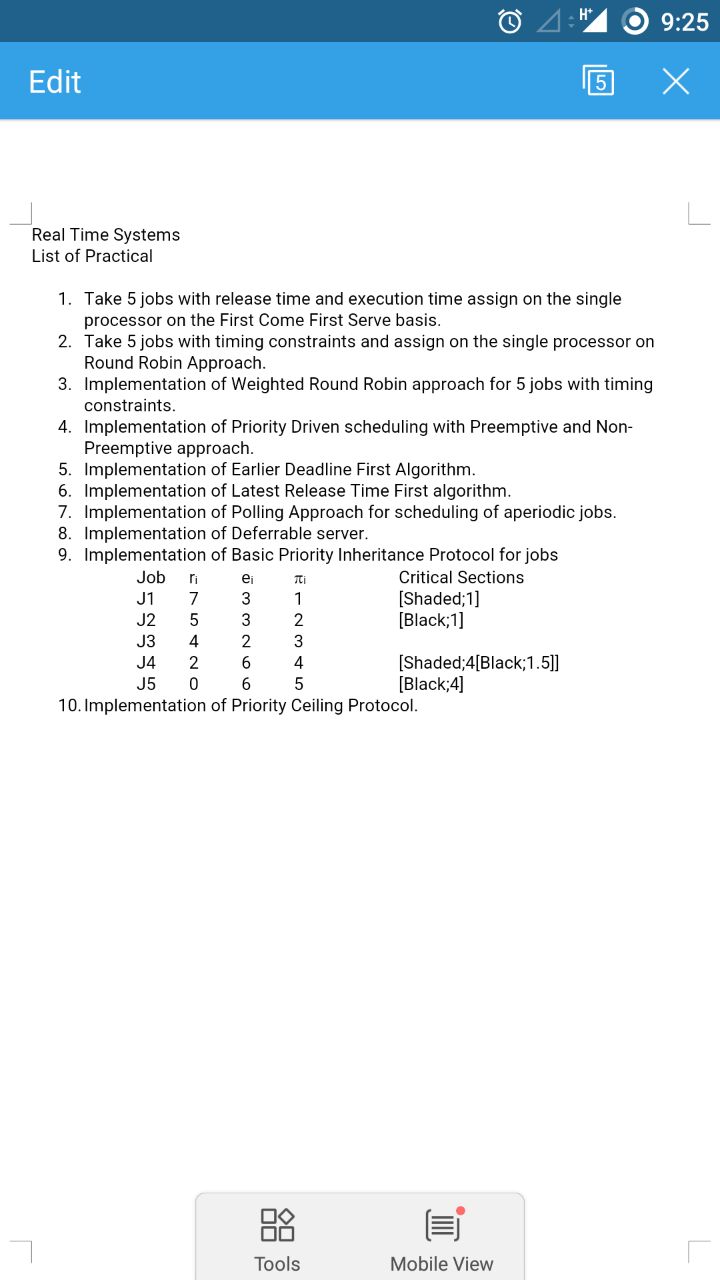 H+ 9:25
Edit 5
Real Time Systems
List of Practical
1. Take 5 jobs with release time and execution time assign on the single
processor on the First Come First Serve basis.
2. Take 5 jobs with timing constraints and assign on the single processor on
Round Robin Approach.
3. Implementation of Weighted Round Robin approach for 5 jobs with timing
constraints.
4. Implementation of Priority Driven scheduling with Preemptive and Non-
Preemptive approach.
5. Implementation of Earlier Deadline First Algorithm.
6. Implementation of Latest Release Time First algorithm.
7. Implementation of Polling Approach for scheduling of aperiodic jobs.
8. Implementation of Deferrable server.
9. Implementation of Basic Priority Inheritance Protocol for jobs
Job ri ei πi Critical Sections
J1 7 3 1 [Shaded;1]
J2 5 3 2 [Black;1]
J3 4 2 3
J4 2 6 4 [Shaded;4[Black;1.5]]
J5 0 6 5 [Black;4]
10. Implementation of Priority Ceiling Protocol.
Tools Mobile View